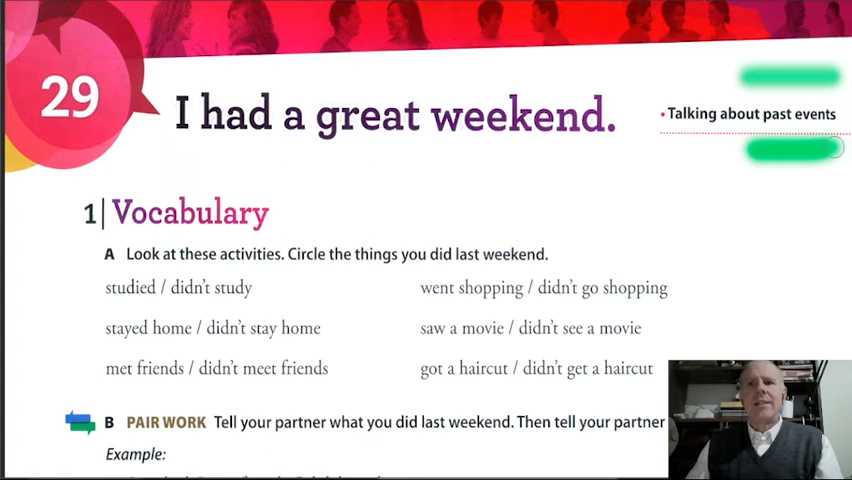 29
I had a great weekend.
• Talking about past events
1 | Vocabulary
A Look at these activities. Circle the things you did last weekend.
studied / didn't study
went shopping / didn't go shopping
stayed home / didn't stay home
saw a movie / didn't see a movie
met friends / didn't meet friends
got a haircut / didn't get a haircut
B PAIR WORK Tell your partner what you did last weekend. Then tell your partner
Example: